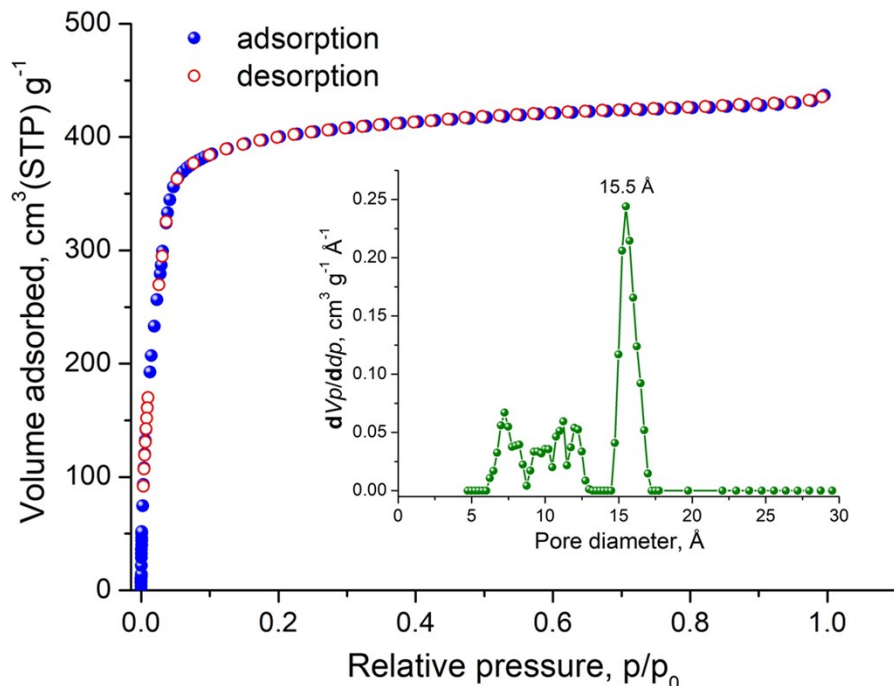 500
400
300
200
100
0
Volume adsorbed, cm³(STP) g⁻¹
adsorption
desorption
15.5 Å
0.25
0.20
0.15
0.10
0.05
0.00
dVp/ddp, cm³ g⁻¹ Å⁻¹
0 5 10 15 20 25 30
Pore diameter, Å
0.0 0.2 0.4 0.6 0.8 1.0
Relative pressure, p/p₀